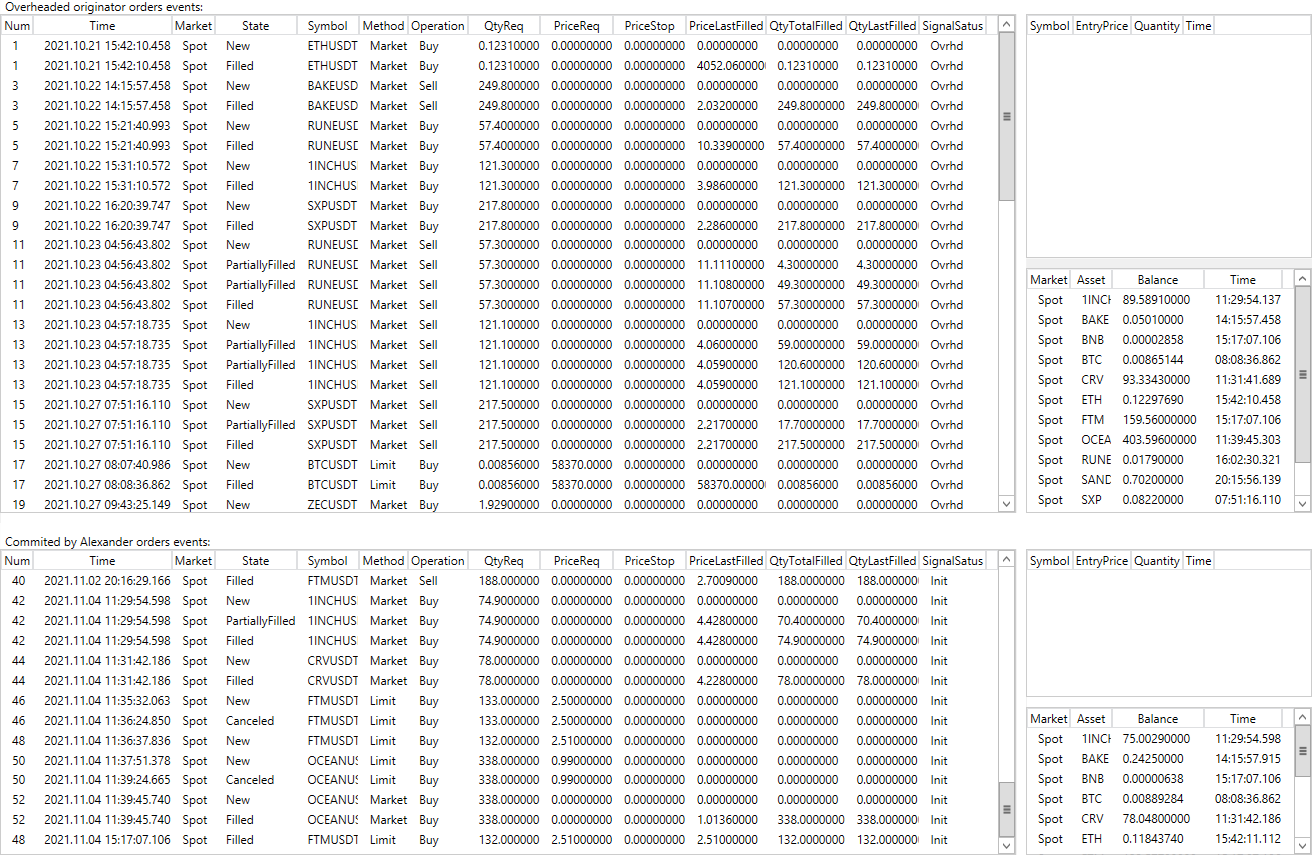 Overheaded originator orders events:
Num Time Market State Symbol Method Operation QtyReq PriceReq PriceStop PriceLastFilled QtyTotalFilled QtyLastFilled SignalSatus
1 2021.10.21 15:42:10.458 Spot New ETHUSDT Market Buy 0.12310000 0.00000000 0.00000000 0.00000000 0.00000000 0.00000000 Ovrhd
1 2021.10.21 15:42:10.458 Spot Filled ETHUSDT Market Buy 0.12310000 0.00000000 0.00000000 4052.060000 0.12310000 0.12310000 Ovrhd
3 2021.10.22 14:15:57.458 Spot New BAKEUSD Market Sell 249.800000 0.00000000 0.00000000 0.00000000 0.00000000 0.00000000 Ovrhd
3 2021.10.22 14:15:57.458 Spot Filled BAKEUSD Market Sell 249.800000 0.00000000 0.00000000 2.03200000 249.8000000 249.800000 Ovrhd
5 2021.10.22 15:21:40.993 Spot New RUNEUSD Market Buy 57.4000000 0.00000000 0.00000000 0.00000000 0.00000000 0.00000000 Ovrhd
5 2021.10.22 15:21:40.993 Spot Filled RUNEUSD Market Buy 57.4000000 0.00000000 0.00000000 10.33900000 57.40000000 57.4000000 Ovrhd
7 2021.10.22 15:31:10.572 Spot New 1INCHUS Market Buy 121.300000 0.00000000 0.00000000 0.00000000 0.00000000 0.00000000 Ovrhd
7 2021.10.22 15:31:10.572 Spot Filled 1INCHUS Market Buy 121.300000 0.00000000 0.00000000 3.98600000 121.3000000 121.300000 Ovrhd
9 2021.10.22 16:20:39.747 Spot New SXPUSDT Market Buy 217.800000 0.00000000 0.00000000 0.00000000 0.00000000 0.00000000 Ovrhd
9 2021.10.22 16:20:39.747 Spot Filled SXPUSDT Market Buy 217.800000 0.00000000 0.00000000 2.28600000 217.8000000 217.800000 Ovrhd
11 2021.10.23 04:56:43.802 Spot New RUNEUSD Market Sell 57.3000000 0.00000000 0.00000000 0.00000000 0.00000000 0.00000000 Ovrhd
11 2021.10.23 04:56:43.802 Spot PartiallyFilled RUNEUSD Market Sell 57.3000000 0.00000000 0.00000000 11.11100000 4.30000000 4.30000000 Ovrhd
11 2021.10.23 04:56:43.802 Spot PartiallyFilled RUNEUSD Market Sell 57.3000000 0.00000000 0.00000000 11.10800000 49.30000000 49.3000000 Ovrhd
11 2021.10.23 04:56:43.802 Spot Filled RUNEUSD Market Sell 57.3000000 0.00000000 0.00000000 11.10700000 57.30000000 57.3000000 Ovrhd
13 2021.10.23 04:57:18.735 Spot New 1INCHUS Market Sell 121.100000 0.00000000 0.00000000 0.00000000 0.00000000 0.00000000 Ovrhd
13 2021.10.23 04:57:18.735 Spot PartiallyFilled 1INCHUS Market Sell 121.100000 0.00000000 0.00000000 4.06000000 59.00000000 59.0000000 Ovrhd
13 2021.10.23 04:57:18.735 Spot PartiallyFilled 1INCHUS Market Sell 121.100000 0.00000000 0.00000000 4.05900000 120.6000000 120.600000 Ovrhd
13 2021.10.23 04:57:18.735 Spot Filled 1INCHUS Market Sell 121.100000 0.00000000 0.00000000 4.05900000 121.1000000 121.100000 Ovrhd
15 2021.10.27 07:51:16.110 Spot New SXPUSDT Market Sell 217.500000 0.00000000 0.00000000 0.00000000 0.00000000 0.00000000 Ovrhd
15 2021.10.27 07:51:16.110 Spot PartiallyFilled SXPUSDT Market Sell 217.500000 0.00000000 0.00000000 2.21700000 17.70000000 17.7000000 Ovrhd
15 2021.10.27 07:51:16.110 Spot Filled SXPUSDT Market Sell 217.500000 0.00000000 0.00000000 2.21700000 217.5000000 217.500000 Ovrhd
17 2021.10.27 08:07:40.986 Spot New BTCUSDT Limit Buy 0.00856000 58370.0000 0.00000000 0.00000000 0.00000000 0.00000000 Ovrhd
17 2021.10.27 08:08:36.862 Spot Filled BTCUSDT Limit Buy 0.00856000 58370.0000 0.00000000 58370.000000 0.00856000 0.00856000 Ovrhd
19 2021.10.27 09:43:25.149 Spot New ZECUSDT Market Buy 1.92900000 0.00000000 0.00000000 0.00000000 0.00000000 0.00000000 Ovrhd
Symbol EntryPrice Quantity Time
Market Asset Balance Time
Spot 1INCH 89.58910000 11:29:54.137
Spot BAKE 0.05010000 14:15:57.458
Spot BNB 0.00002858 15:17:07.106
Spot BTC 0.00865144 08:08:36.862
Spot CRV 93.33430000 11:31:41.689
Spot ETH 0.12297690 15:42:10.458
Spot FTM 159.56000000 15:17:07.106
Spot OCEA 403.59600000 11:39:45.303
Spot RUNE 0.01790000 16:02:30.321
Spot SAND 0.70200000 20:15:56.139
Spot SXP 0.08220000 07:51:16.110
Commited by Alexander orders events:
Num Time Market State Symbol Method Operation QtyReq PriceReq PriceStop PriceLastFilled QtyTotalFilled QtyLastFilled SignalSatus
40 2021.11.02 20:16:29.166 Spot Filled FTMUSDT Market Sell 188.000000 0.00000000 0.00000000 2.70090000 188.0000000 188.000000 Init
42 2021.11.04 11:29:54.598 Spot New 1INCHUS Market Buy 74.9000000 0.00000000 0.00000000 0.00000000 0.00000000 0.00000000 Init
42 2021.11.04 11:29:54.598 Spot PartiallyFilled 1INCHUS Market Buy 74.9000000 0.00000000 0.00000000 4.42800000 70.40000000 70.4000000 Init
42 2021.11.04 11:29:54.598 Spot Filled 1INCHUS Market Buy 74.9000000 0.00000000 0.00000000 4.42800000 74.90000000 74.9000000 Init
44 2021.11.04 11:31:42.186 Spot New CRVUSDT Market Buy 78.0000000 0.00000000 0.00000000 0.00000000 0.00000000 0.00000000 Init
44 2021.11.04 11:31:42.186 Spot Filled CRVUSDT Market Buy 78.0000000 0.00000000 0.00000000 4.22800000 78.00000000 78.0000000 Init
46 2021.11.04 11:35:32.063 Spot New FTMUSDT Limit Buy 133.000000 2.50000000 0.00000000 0.00000000 0.00000000 0.00000000 Init
46 2021.11.04 11:36:24.850 Spot Canceled FTMUSDT Limit Buy 133.000000 2.50000000 0.00000000 0.00000000 0.00000000 0.00000000 Init
48 2021.11.04 11:36:37.836 Spot New FTMUSDT Limit Buy 132.000000 2.51000000 0.00000000 0.00000000 0.00000000 0.00000000 Init
50 2021.11.04 11:37:51.378 Spot New OCEANUS Limit Buy 338.000000 0.99000000 0.00000000 0.00000000 0.00000000 0.00000000 Init
50 2021.11.04 11:39:24.665 Spot Canceled OCEANUS Limit Buy 338.000000 0.99000000 0.00000000 0.00000000 0.00000000 0.00000000 Init
52 2021.11.04 11:39:45.740 Spot New OCEANUS Market Buy 338.000000 0.00000000 0.00000000 0.00000000 0.00000000 0.00000000 Init
52 2021.11.04 11:39:45.740 Spot Filled OCEANUS Market Buy 338.000000 0.00000000 0.00000000 1.01360000 338.0000000 338.000000 Init
48 2021.11.04 15:17:07.106 Spot Filled FTMUSDT Limit Buy 132.000000 2.51000000 0.00000000 2.51000000 132.0000000 132.000000 Init
Symbol EntryPrice Quantity Time
Market Asset Balance Time
Spot 1INCH 75.00290000 11:29:54.598
Spot BAKE 0.24250000 14:15:57.915
Spot BNB 0.00000638 15:17:07.106
Spot BTC 0.00889284 08:08:36.862
Spot CRV 78.04800000 11:31:42.186
Spot ETH 0.11843740 15:42:11.112